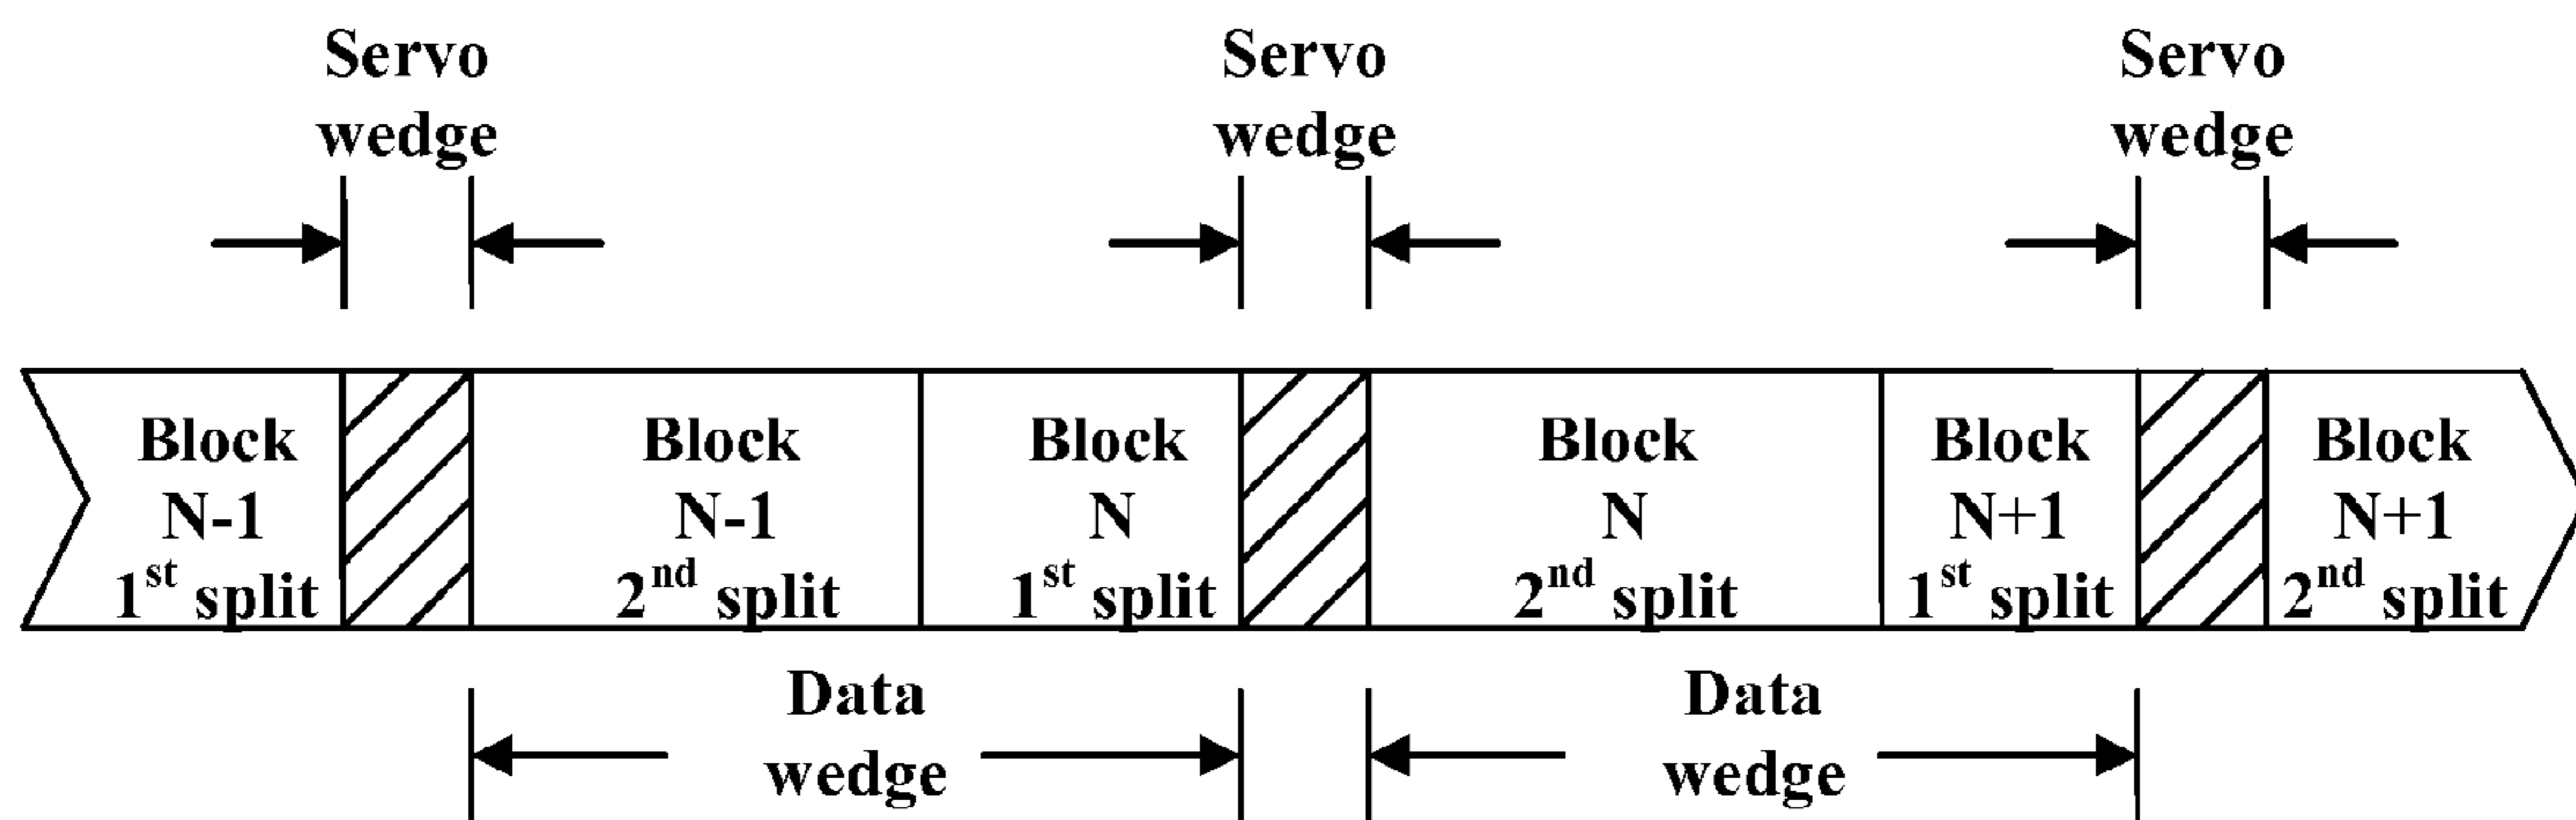 Servo
wedge
Servo
wedge
Servo
wedge
Block
N-1
1st split
Block
N-1
2nd split
Block
N
1st split
Block
N
2nd split
Block
N+1
1st split
Block
N+1
2nd split
Data
wedge
Data
wedge